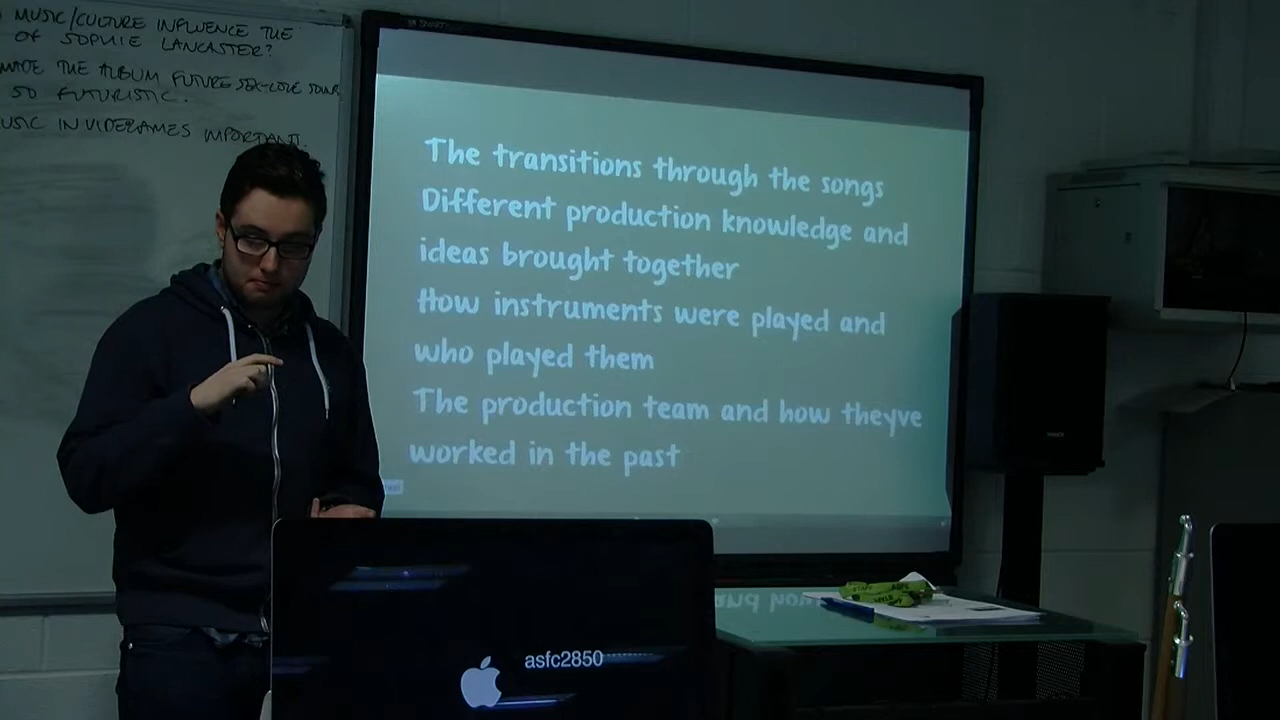 MUSIC/CULTURE INFLUENCE THE
OF SOPHIE LANCASTER?
MADE THE ALBUM FUTURE SEX-LOVE SOUN
SO FUTURISTIC.
USIC IN VIDEGAMES IMPORTANT.
The transitions through the songs
Different production knowledge and
ideas brought together
How instruments were played and
who played them
The production team and how theyve
worked in the past
asfc2850